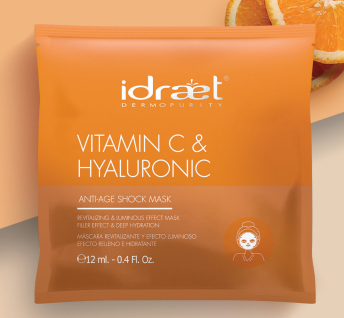 idraet®
DERMOPURITY
VITAMIN C &
HYALURONIC
ANTI-AGE SHOCK MASK
REVITALIZING & LUMINOUS EFFECT MASK
FILLER EFFECT & DEEP HYDRATION
MÁSCARA REVITALIZANTE Y EFECTO LUMINOSO
EFECTO RELLENO E HIDRATANTE
℮12 ml. - 0.4 Fl. Oz.